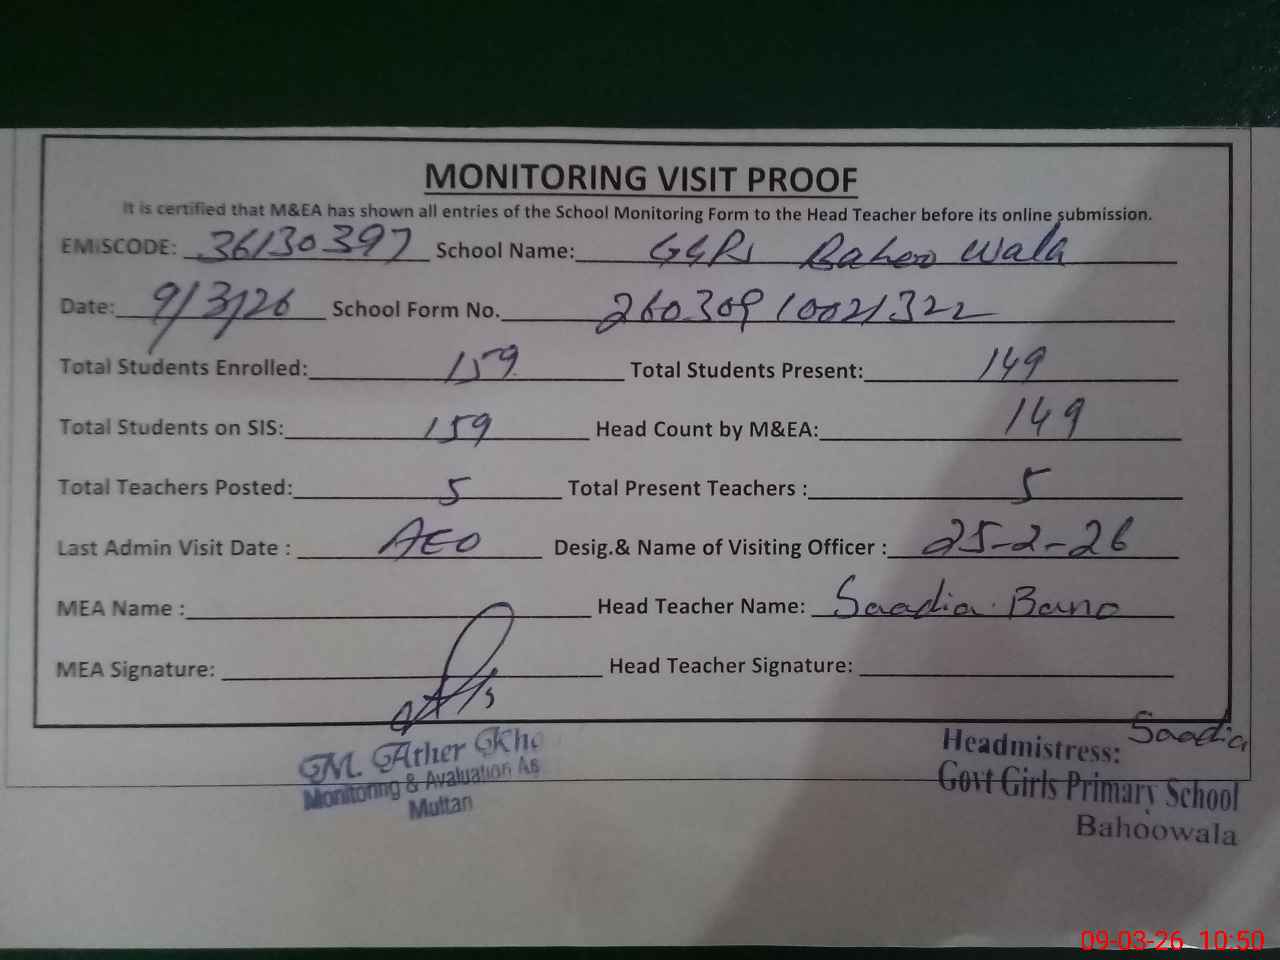 MONITORING VISIT PROOF
It is certified that M&EA has shown all entries of the School Monitoring Form to the Head Teacher before its online submission.
EMISCODE: 36130397 School Name: GGPS Bahoo Wala
Date: 9/3/26 School Form No. 26030910021322
Total Students Enrolled: 159 Total Students Present: 149
Total Students on SIS: 159 Head Count by M&EA: 149
Total Teachers Posted: 5 Total Present Teachers : 5
Last Admin Visit Date : AEO Desig.& Name of Visiting Officer : 25-2-26
MEA Name : Head Teacher Name: Saadia Bano
MEA Signature: Head Teacher Signature:
Saadia
M. Ather Kha
Monitoring & Evaluation As
Multan
Headmistress:
Govt Girls Primary School
Bahoowala
09-03-26 10:50